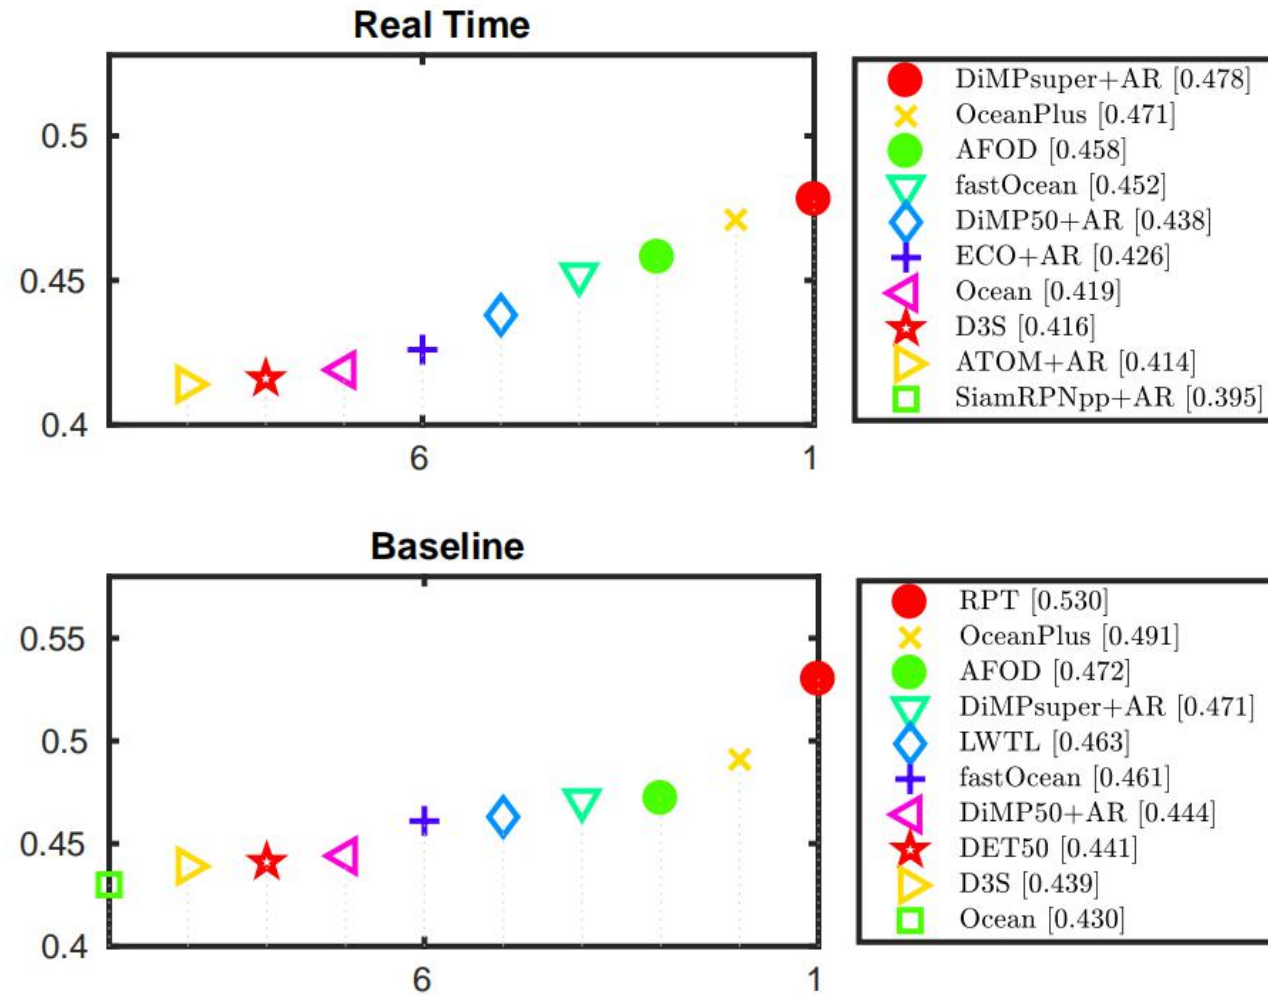 Real Time
0.5
0.45
0.4
6
1
DiMPsuper+AR [0.478]
OceanPlus [0.471]
AFOD [0.458]
fastOcean [0.452]
DiMP50+AR [0.438]
ECO+AR [0.426]
Ocean [0.419]
D3S [0.416]
ATOM+AR [0.414]
SiamRPNpp+AR [0.395]
Baseline
0.55
0.5
0.45
0.4
6
1
RPT [0.530]
OceanPlus [0.491]
AFOD [0.472]
DiMPsuper+AR [0.471]
LWTL [0.463]
fastOcean [0.461]
DiMP50+AR [0.444]
DET50 [0.441]
D3S [0.439]
Ocean [0.430]